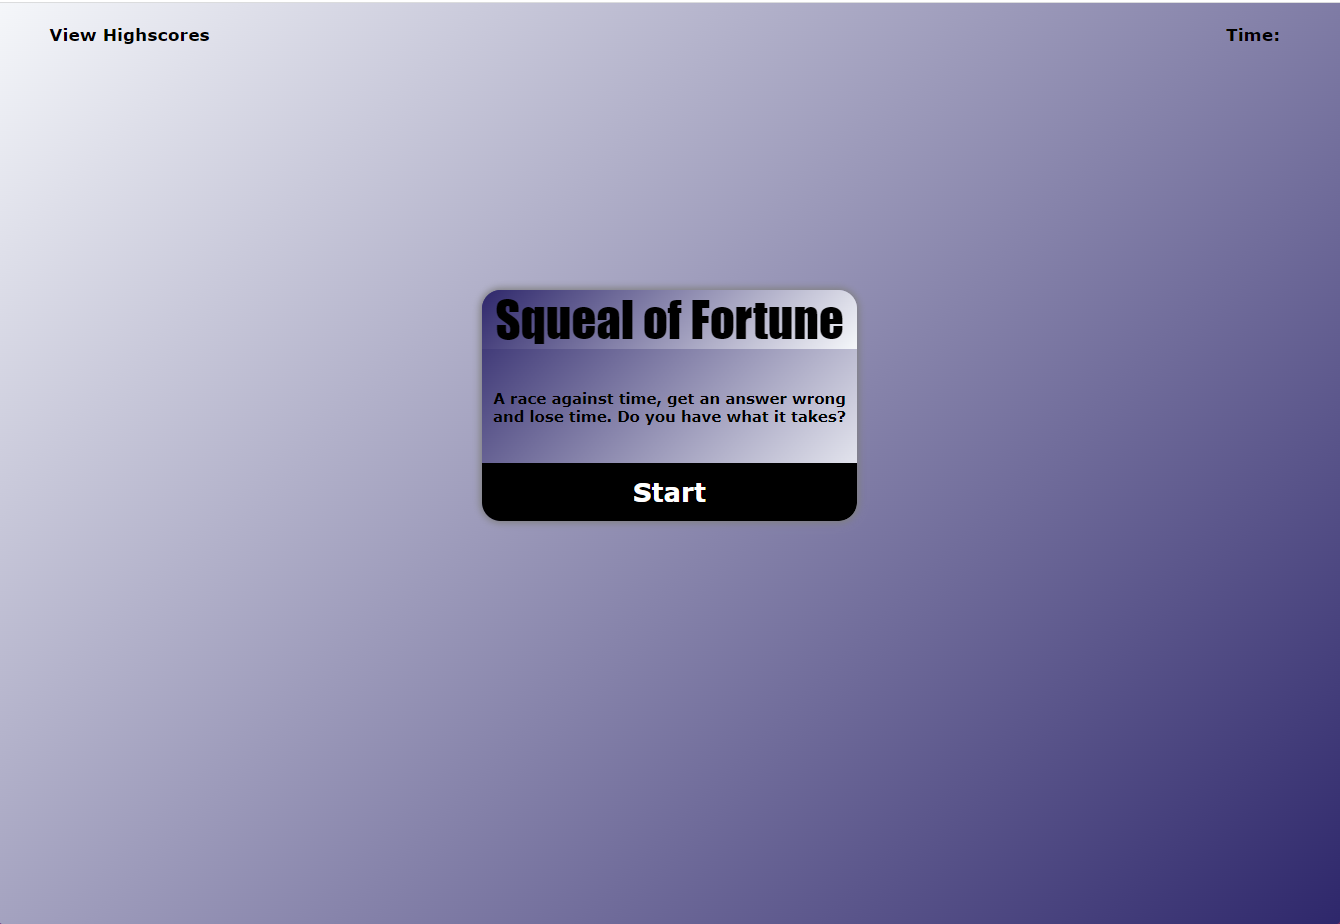 View Highscores
Time:
Squeal of Fortune
A race against time, get an answer wrong
and lose time. Do you have what it takes?
Start